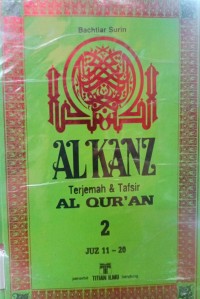 Bachtiar Surin
AL KANZ
Terjemah & Tafsir
AL QUR'AN
2
JUZ 11 - 20
TITIAN ILMU